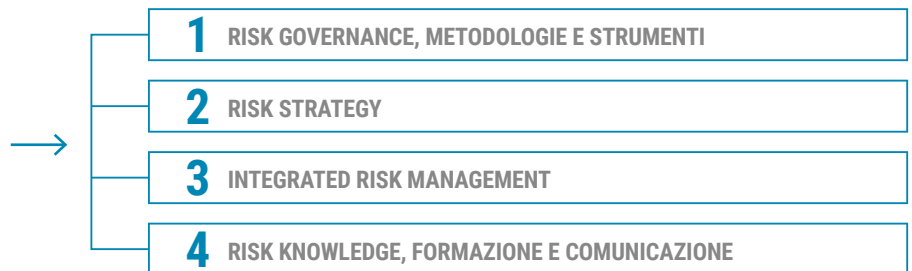 1 RISK GOVERNANCE, METODOLOGIE E STRUMENTI
2 RISK STRATEGY
3 INTEGRATED RISK MANAGEMENT
4 RISK KNOWLEDGE, FORMAZIONE E COMUNICAZIONE